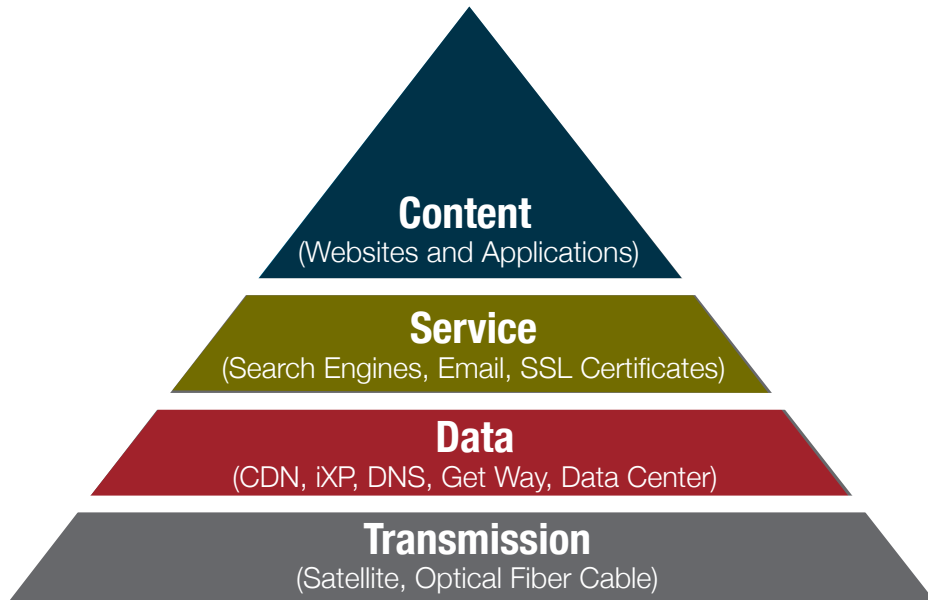 Content
(Websites and Applications)
Service
(Search Engines, Email, SSL Certificates)
Data
(CDN, iXP, DNS, Get Way, Data Center)
Transmission
(Satellite, Optical Fiber Cable)